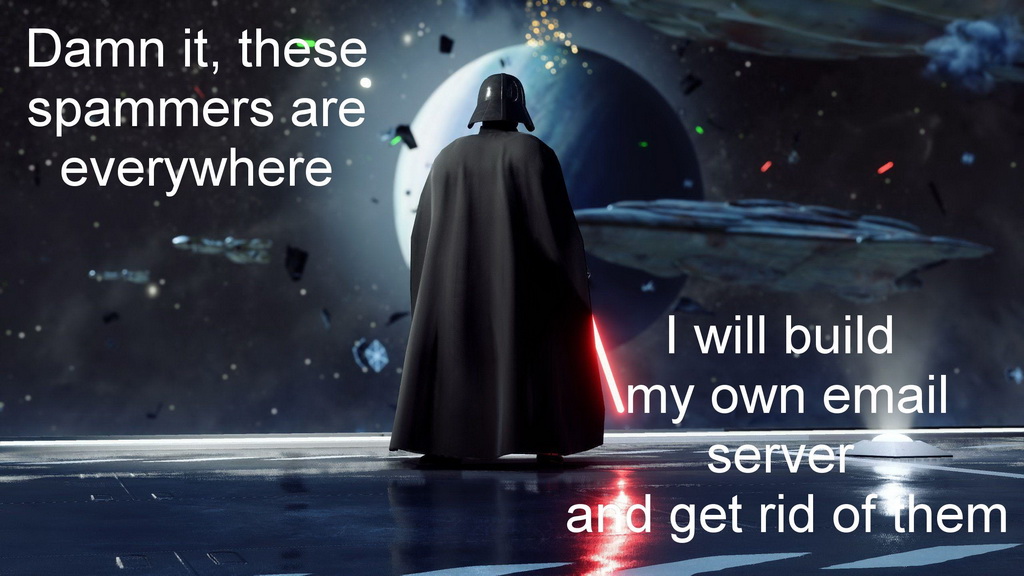 Damn it, these
spammers are
everywhere
I will build
my own email
server
and get rid of them